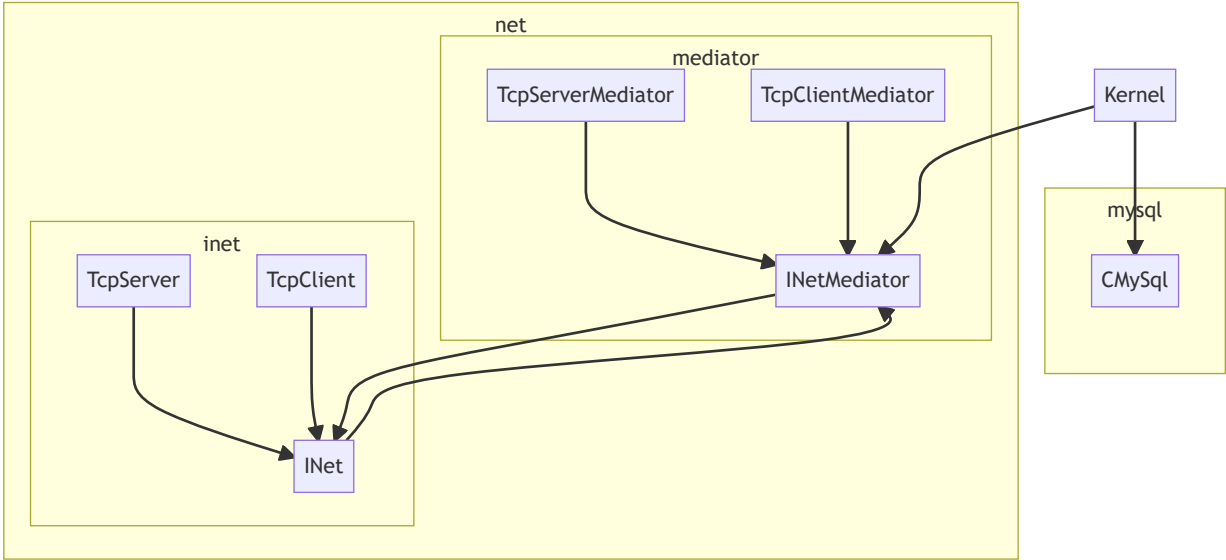 net
mediator
TcpServerMediator
TcpClientMediator
Kernel
mysql
inet
TcpServer
TcpClient
INetMediator
CMySql
INet